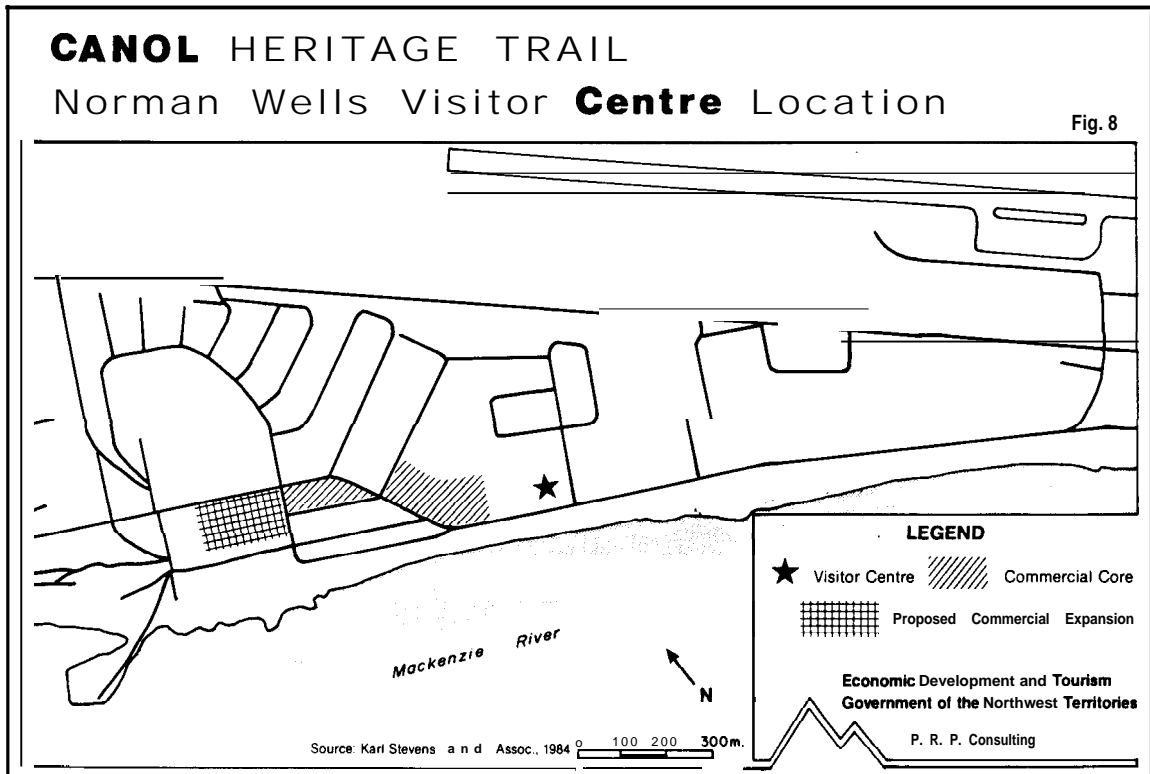 CANOL HERITAGE TRAIL
Norman Wells Visitor Centre Location
Fig. 8
LEGEND
Visitor Centre
Commercial Core
Proposed Commercial Expansion
Mackenzie River
N
Economic Development and Tourism
Government of the Northwest Territories
P. R. P. Consulting
Source: Karl Stevens and Assoc., 1984
0 100 200 300m.